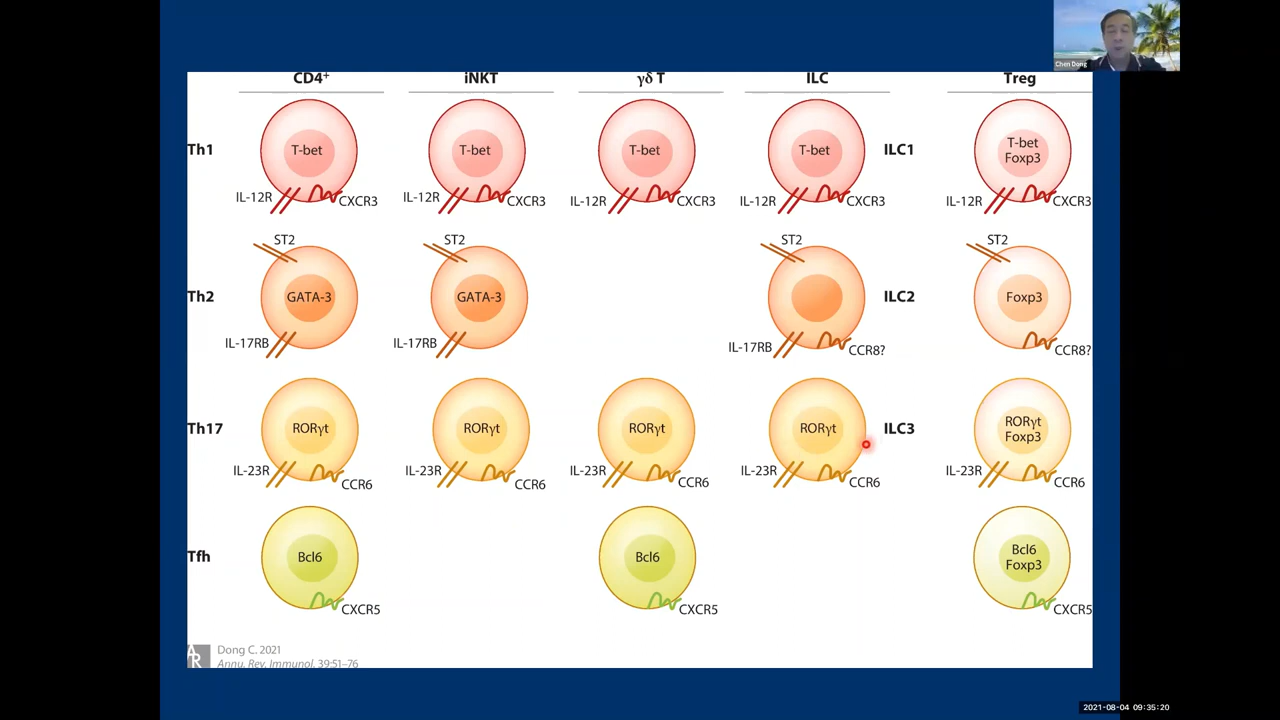 Chen Dong
CD4+ iNKT γδ T ILC Treg
Th1 T-bet T-bet T-bet T-bet ILC1 T-bet
Foxp3
IL-12R CXCR3 IL-12R CXCR3 IL-12R CXCR3 IL-12R CXCR3 IL-12R CXCR3
ST2 ST2 ST2 ST2
Th2 GATA-3 GATA-3 ILC2 Foxp3
IL-17RB IL-17RB IL-17RB CCR8? CCR8?
Th17 RORγt RORγt RORγt RORγt ILC3 RORγt
Foxp3
IL-23R CCR6 IL-23R CCR6 IL-23R CCR6 IL-23R CCR6 IL-23R CCR6
Tfh Bcl6 Bcl6 Bcl6
Foxp3
CXCR5 CXCR5 CXCR5
AR Dong C. 2021
Annu. Rev. Immunol. 39:51–76
2021-08-04 09:35:20